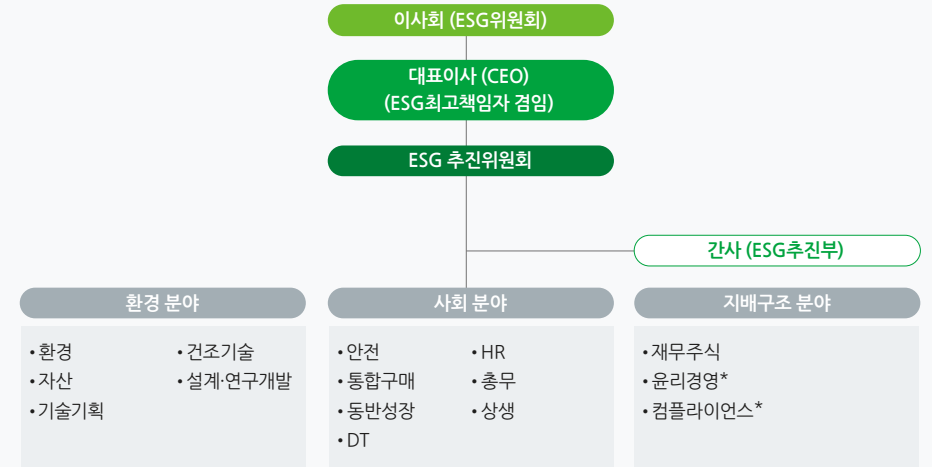 이사회 (ESG위원회)
대표이사 (CEO)
(ESG최고책임자 겸임)
ESG 추진위원회
간사 (ESG추진부)
환경 분야
•환경
•자산
•기술기획
•건조기술
•설계·연구개발
사회 분야
•안전
•통합구매
•동반성장
•DT
•HR
•총무
•상생
지배구조 분야
•재무주식
•윤리경영*
•컴플라이언스*